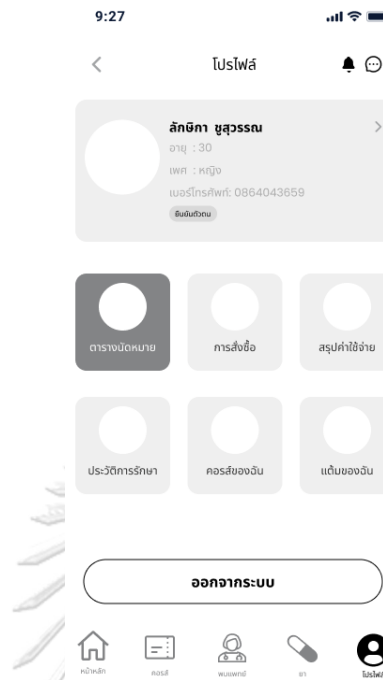 9:27
โปรไฟล์
ลักษิกา ชูสุวรรณ
อายุ : 30
เพศ : หญิง
เบอร์โทรศัพท์: 0864043659
ยืนยันตัวตน
ตารางนัดหมาย
การสั่งซื้อ
สรุปค่าใช้จ่าย
ประวัติการรักษา
คอรส์ของฉัน
แต้มของฉัน
ออกจากระบบ
หน้าหลัก
คอรส์
พบแพทย์
ยา
โปรไฟล์